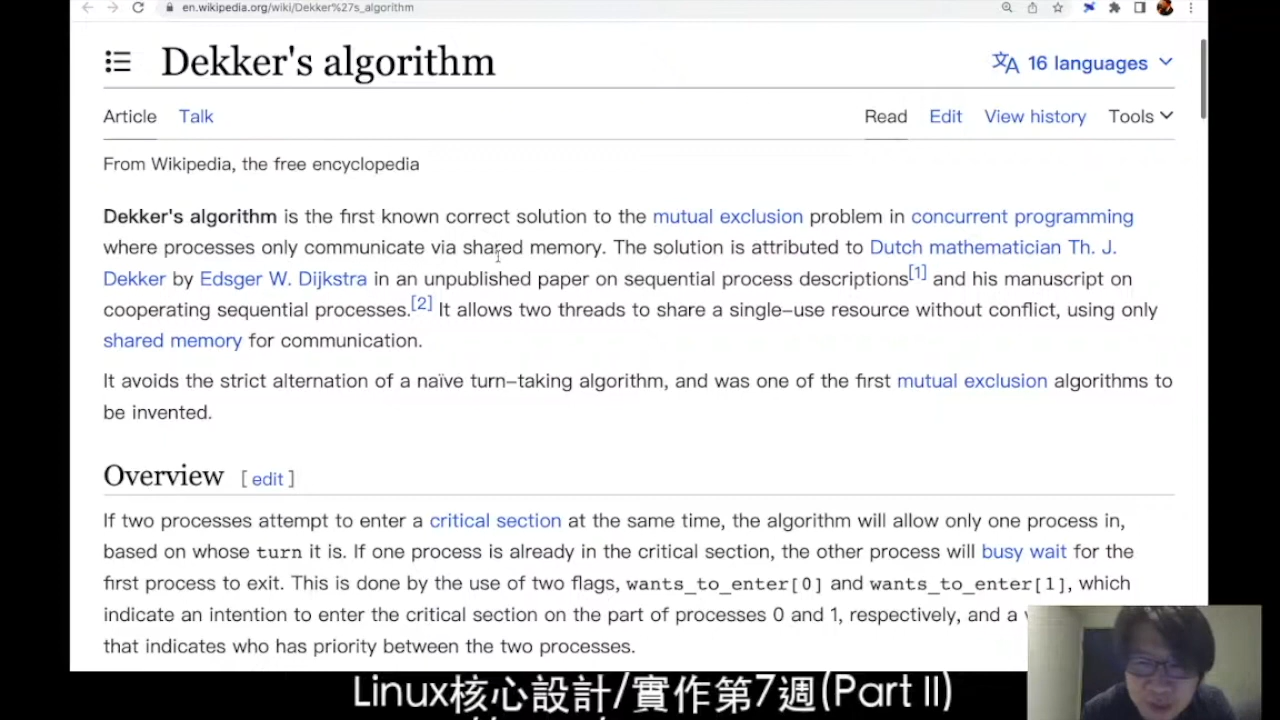 en.wikipedia.org/wiki/Dekker%27s_algorithm
Dekker's algorithm
16 languages
Article Talk Read Edit View history Tools
From Wikipedia, the free encyclopedia
Dekker's algorithm is the first known correct solution to the mutual exclusion problem in concurrent programming
where processes only communicate via shared memory. The solution is attributed to Dutch mathematician Th. J.
Dekker by Edsger W. Dijkstra in an unpublished paper on sequential process descriptions[1] and his manuscript on
cooperating sequential processes.[2] It allows two threads to share a single-use resource without conflict, using only
shared memory for communication.
It avoids the strict alternation of a naïve turn-taking algorithm, and was one of the first mutual exclusion algorithms to
be invented.
Overview [ edit ]
If two processes attempt to enter a critical section at the same time, the algorithm will allow only one process in,
based on whose turn it is. If one process is already in the critical section, the other process will busy wait for the
first process to exit. This is done by the use of two flags, wants_to_enter[0] and wants_to_enter[1], which
indicate an intention to enter the critical section on the part of processes 0 and 1, respectively, and a
that indicates who has priority between the two processes.
Linux核心設計/實作第7週(Part II)